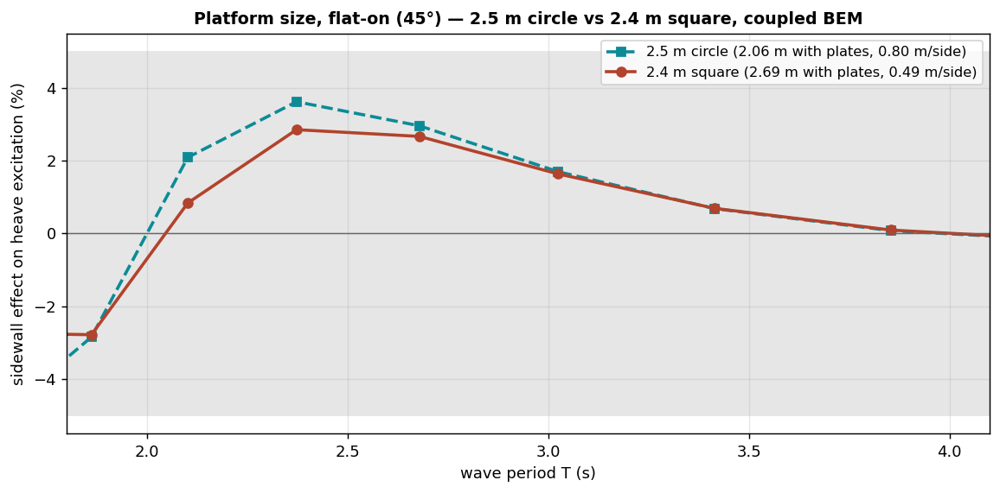 Platform size, flat-on (45°) — 2.5 m circle vs 2.4 m square, coupled BEM
2.5 m circle (2.06 m with plates, 0.80 m/side)
2.4 m square (2.69 m with plates, 0.49 m/side)
sidewall effect on heave excitation (%)
4
2
0
−2
−4
2.0 2.5 3.0 3.5 4.0
wave period T (s)